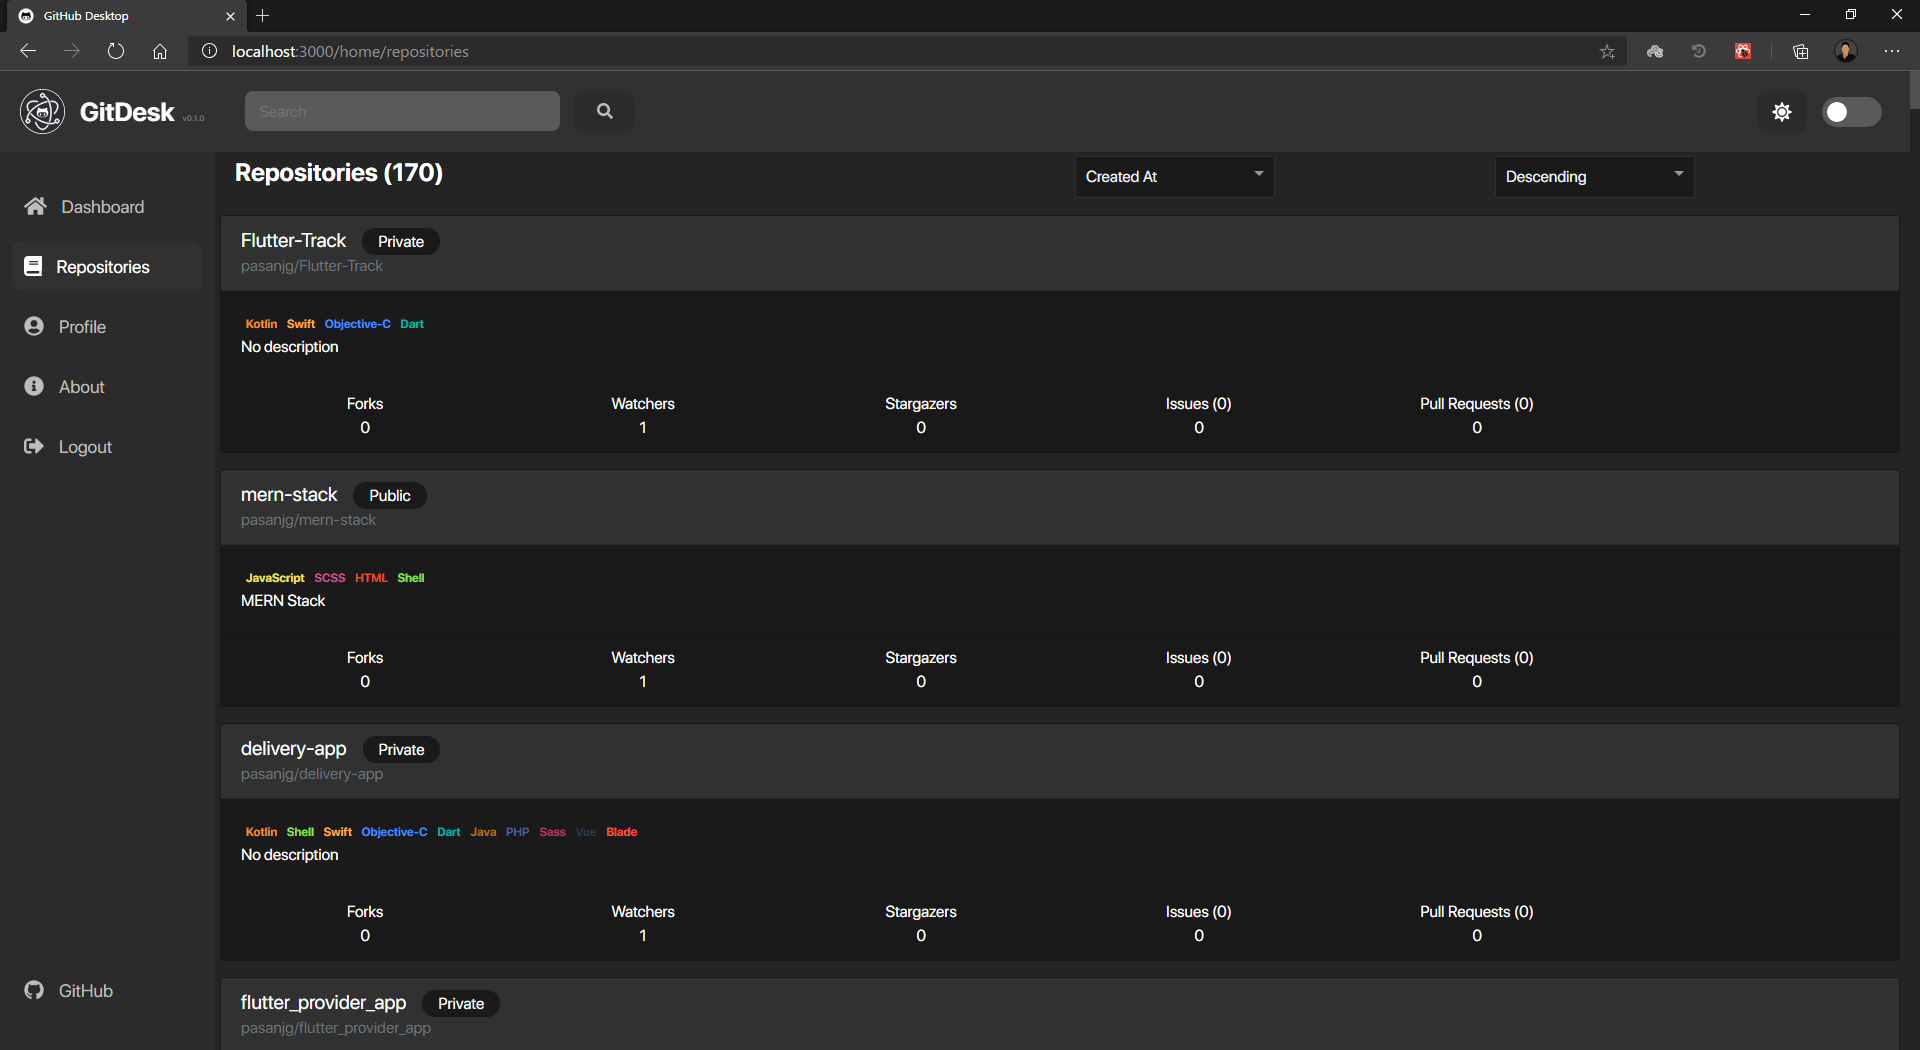 GitHub Desktop
localhost:3000/home/repositories
GitDesk v0.1.0
Search
Dashboard
Repositories
Profile
About
Logout
GitHub
Repositories (170)
Created At
Descending
Flutter-Track Private
pasanjg/Flutter-Track
Kotlin Swift Objective-C Dart
No description
Forks Watchers Stargazers Issues (0) Pull Requests (0)
0 1 0 0 0
mern-stack Public
pasanjg/mern-stack
JavaScript SCSS HTML Shell
MERN Stack
Forks Watchers Stargazers Issues (0) Pull Requests (0)
0 1 0 0 0
delivery-app Private
pasanjg/delivery-app
Kotlin Shell Swift Objective-C Dart Java PHP Sass Vue Blade
No description
Forks Watchers Stargazers Issues (0) Pull Requests (0)
0 1 0 0 0
flutter_provider_app Private
pasanjg/flutter_provider_app